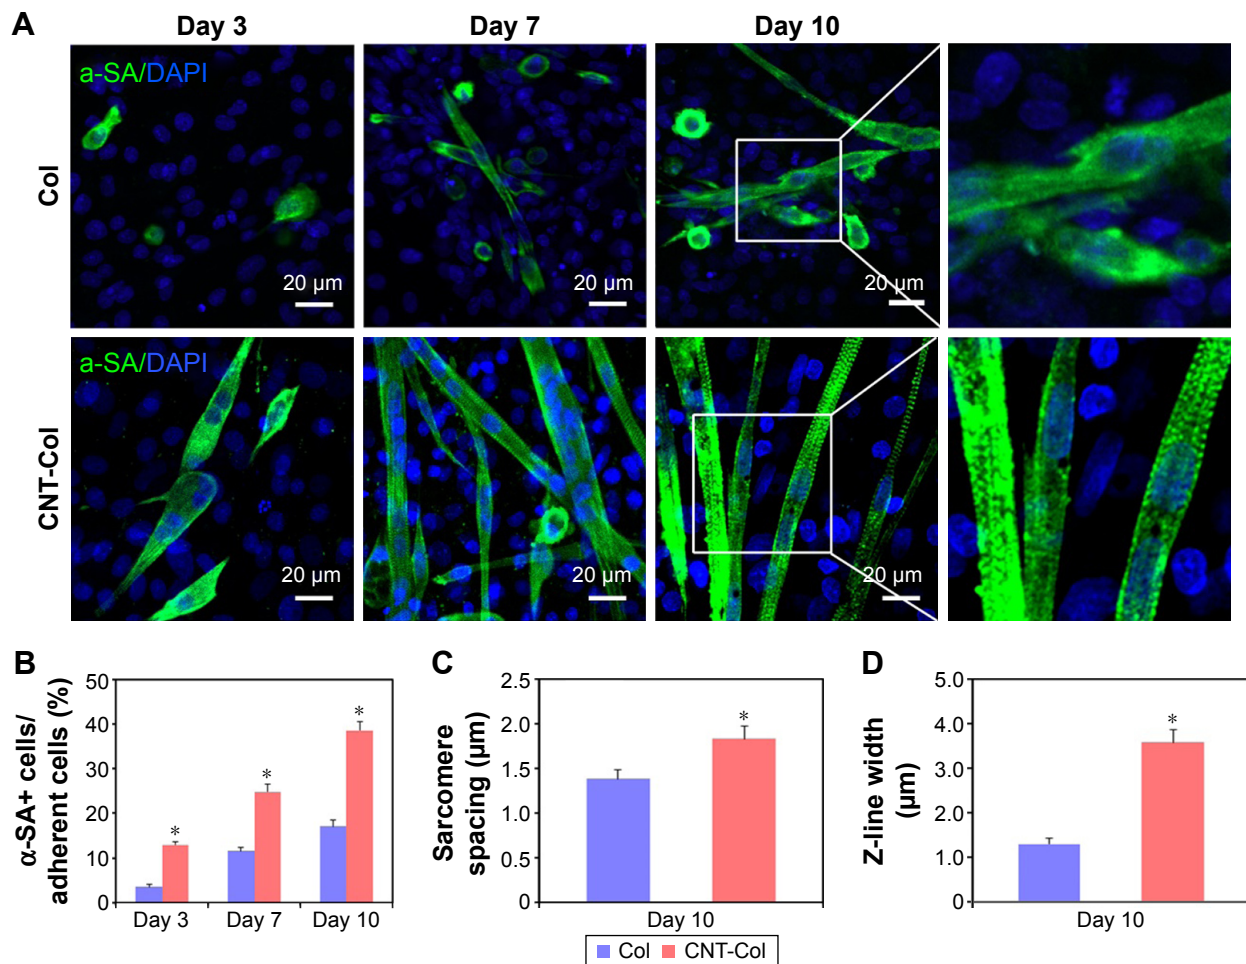 A
Day 3
Day 7
Day 10
Col
a-SA/DAPI
20 µm
20 µm
20 µm
CNT-Col
a-SA/DAPI
20 µm
20 µm
20 µm
B
α-SA+ cells/
adherent cells (%)
50
40
30
20
10
0
*
*
*
Day 3
Day 7
Day 10
C
Sarcomere
spacing (µm)
2.5
2.0
1.5
1.0
0.5
0
*
Day 10
D
Z-line width
(µm)
5.0
4.0
3.0
2.0
1.0
0
*
Day 10
Col
CNT-Col